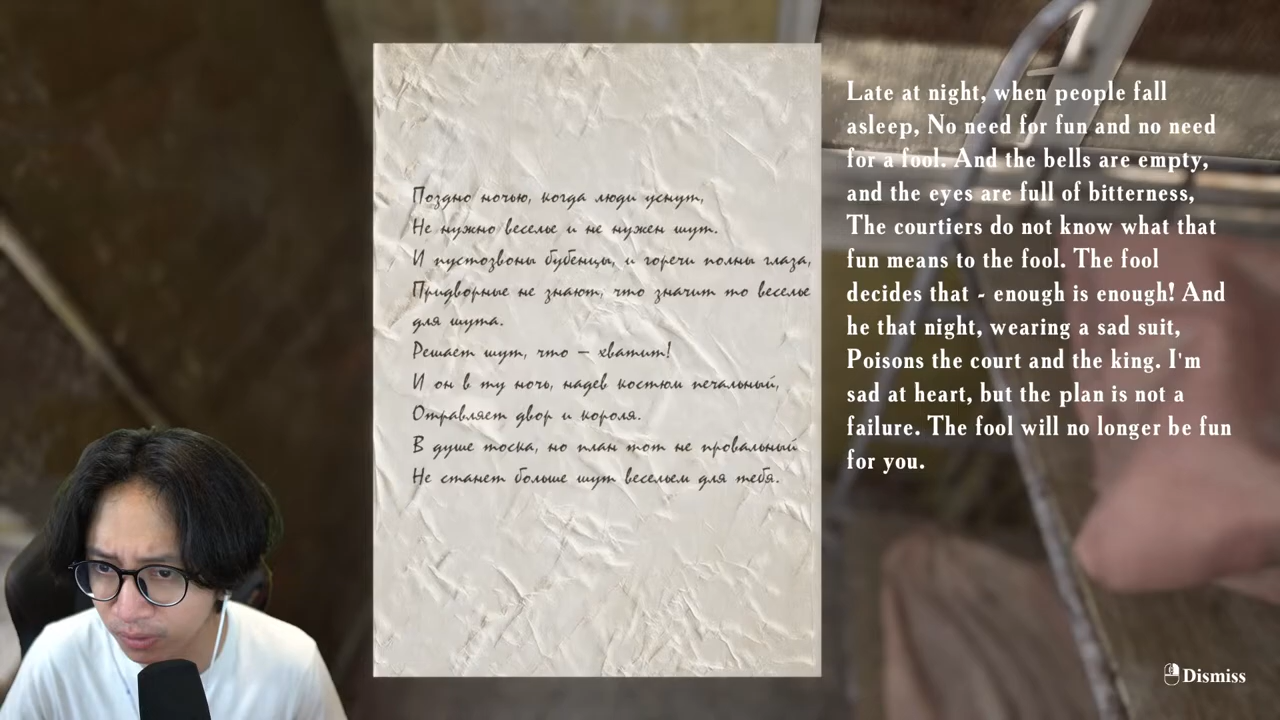 Поздно ночью, когда люди уснут,
Не нужно веселье и не нужен шут.
И пустозвоны бубенцы, и горечи полны глаза,
Придворные не знают, что значит то веселье
для шута.
Решает шут, что – хватит!
И он в ту ночь, надев костюм печальный,
Отравляет двор и короля.
В душе тоска, но план тот не провальный
Не станет больше шут весельем для тебя.
Late at night, when people fall
asleep, No need for fun and no need
for a fool. And the bells are empty,
and the eyes are full of bitterness,
The courtiers do not know what that
fun means to the fool. The fool
decides that - enough is enough! And
he that night, wearing a sad suit,
Poisons the court and the king. I'm
sad at heart, but the plan is not a
failure. The fool will no longer be fun
for you.
Dismiss